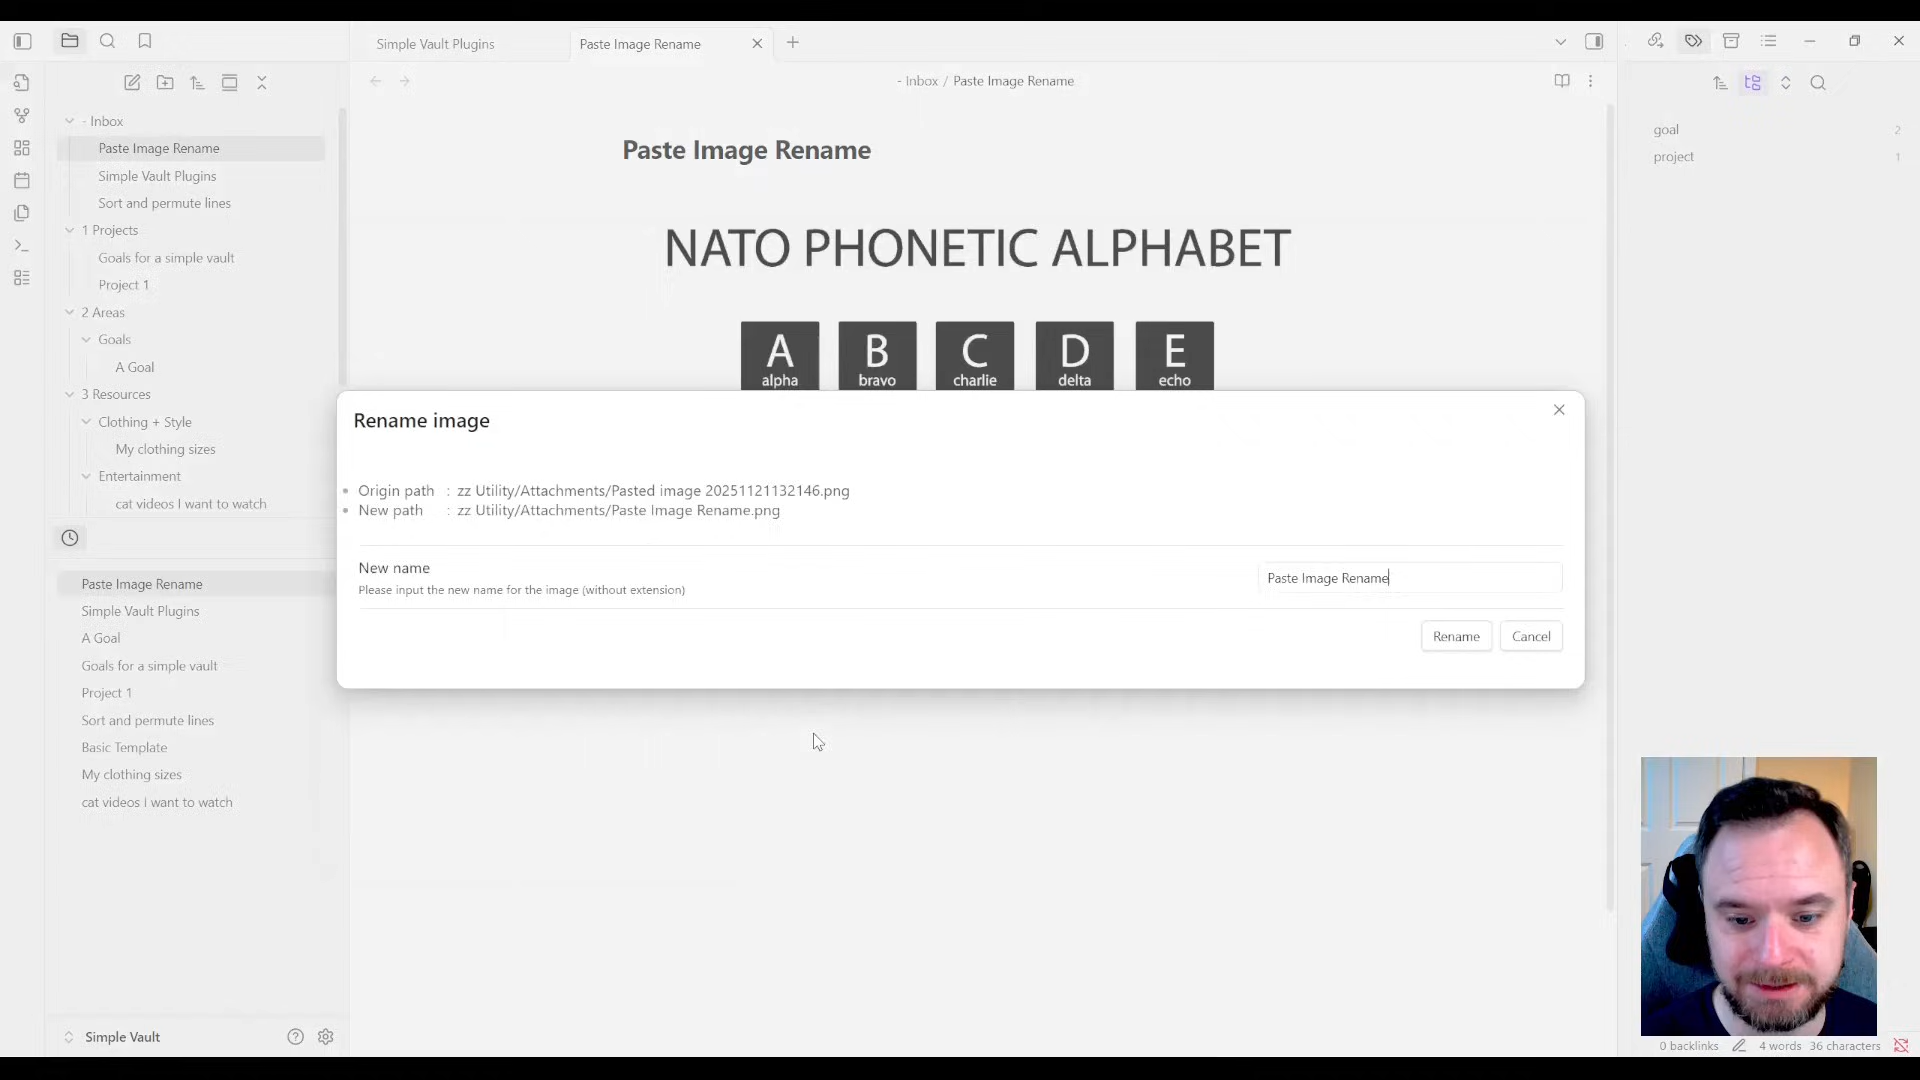 Simple Vault Plugins
Paste Image Rename
- Inbox / Paste Image Rename
- Inbox
Paste Image Rename
Simple Vault Plugins
Sort and permute lines
1 Projects
Goals for a simple vault
Project 1
2 Areas
Goals
A Goal
3 Resources
Clothing + Style
My clothing sizes
Entertainment
cat videos I want to watch
Paste Image Rename
Simple Vault Plugins
A Goal
Goals for a simple vault
Project 1
Sort and permute lines
Basic Template
My clothing sizes
cat videos I want to watch
Simple Vault
Paste Image Rename
NATO PHONETIC ALPHABET
A B C D E
alpha bravo charlie delta echo
Rename image
Origin path : zz Utility/Attachments/Pasted image 20251121132146.png
New path : zz Utility/Attachments/Paste Image Rename.png
New name
Please input the new name for the image (without extension)
Paste Image Rename
Rename Cancel
goal 2
project 1
0 backlinks 4 words 36 characters